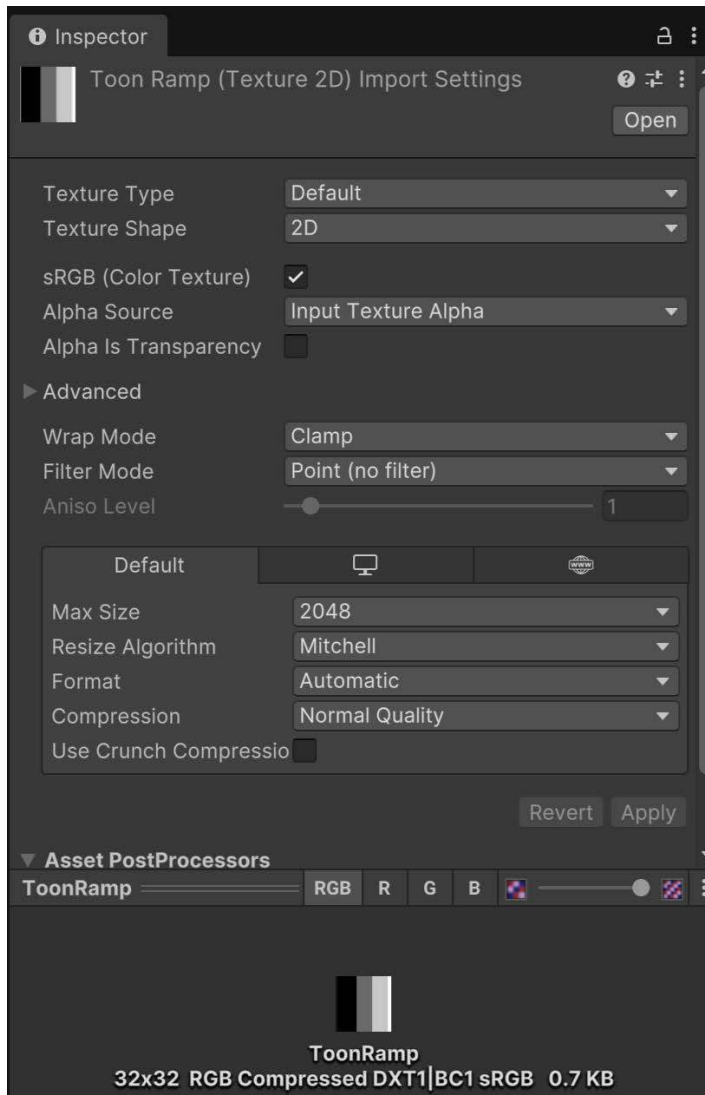 Inspector
Toon Ramp (Texture 2D) Import Settings
Open
Texture Type Default
Texture Shape 2D
sRGB (Color Texture)
Alpha Source Input Texture Alpha
Alpha Is Transparency
Advanced
Wrap Mode Clamp
Filter Mode Point (no filter)
Aniso Level 1
Default www
Max Size 2048
Resize Algorithm Mitchell
Format Automatic
Compression Normal Quality
Use Crunch Compressio
Revert Apply
Asset PostProcessors
ToonRamp RGB R G B
ToonRamp
32x32 RGB Compressed DXT1|BC1 sRGB 0.7 KB